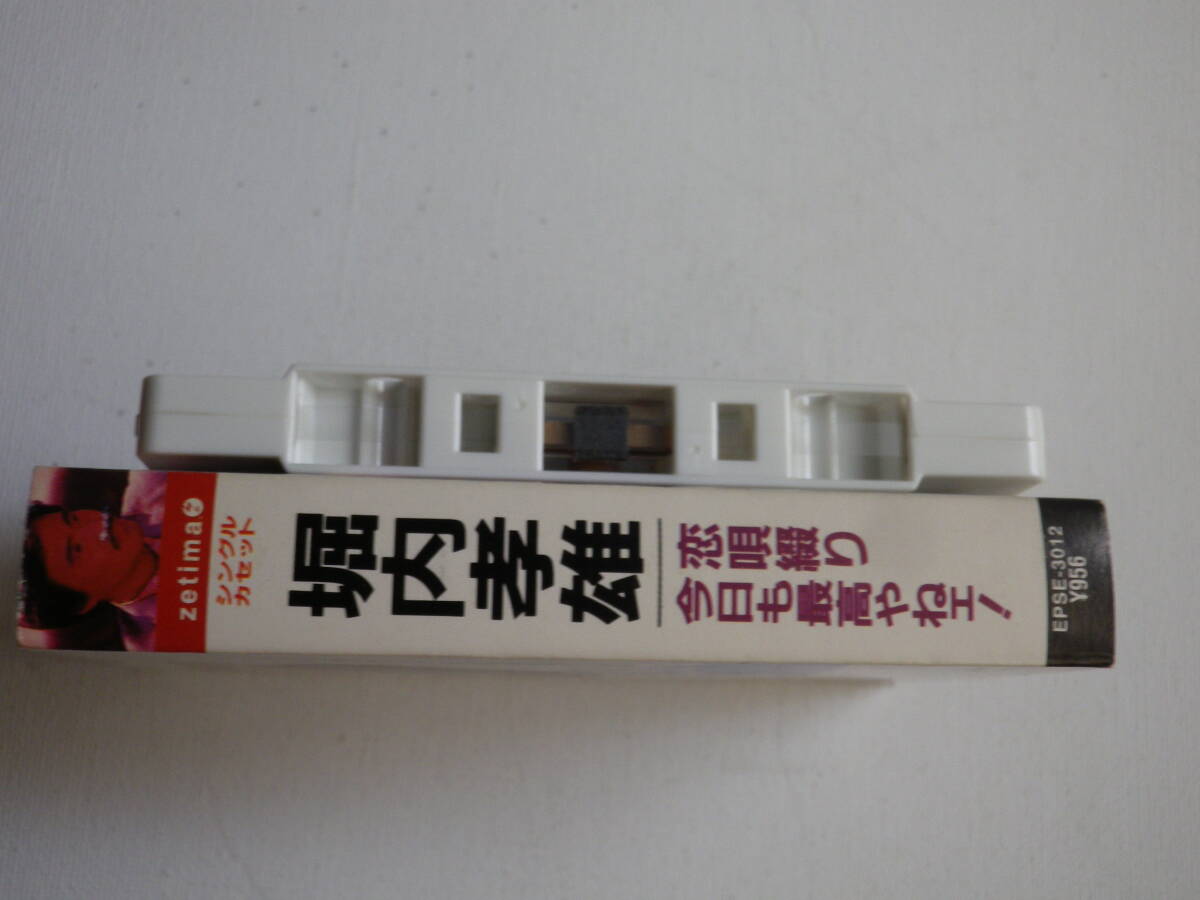 zetima
シングル
カセット
堀内孝雄
恋唄綴り
今日も最高やねェ!
EPSE-3012
¥956